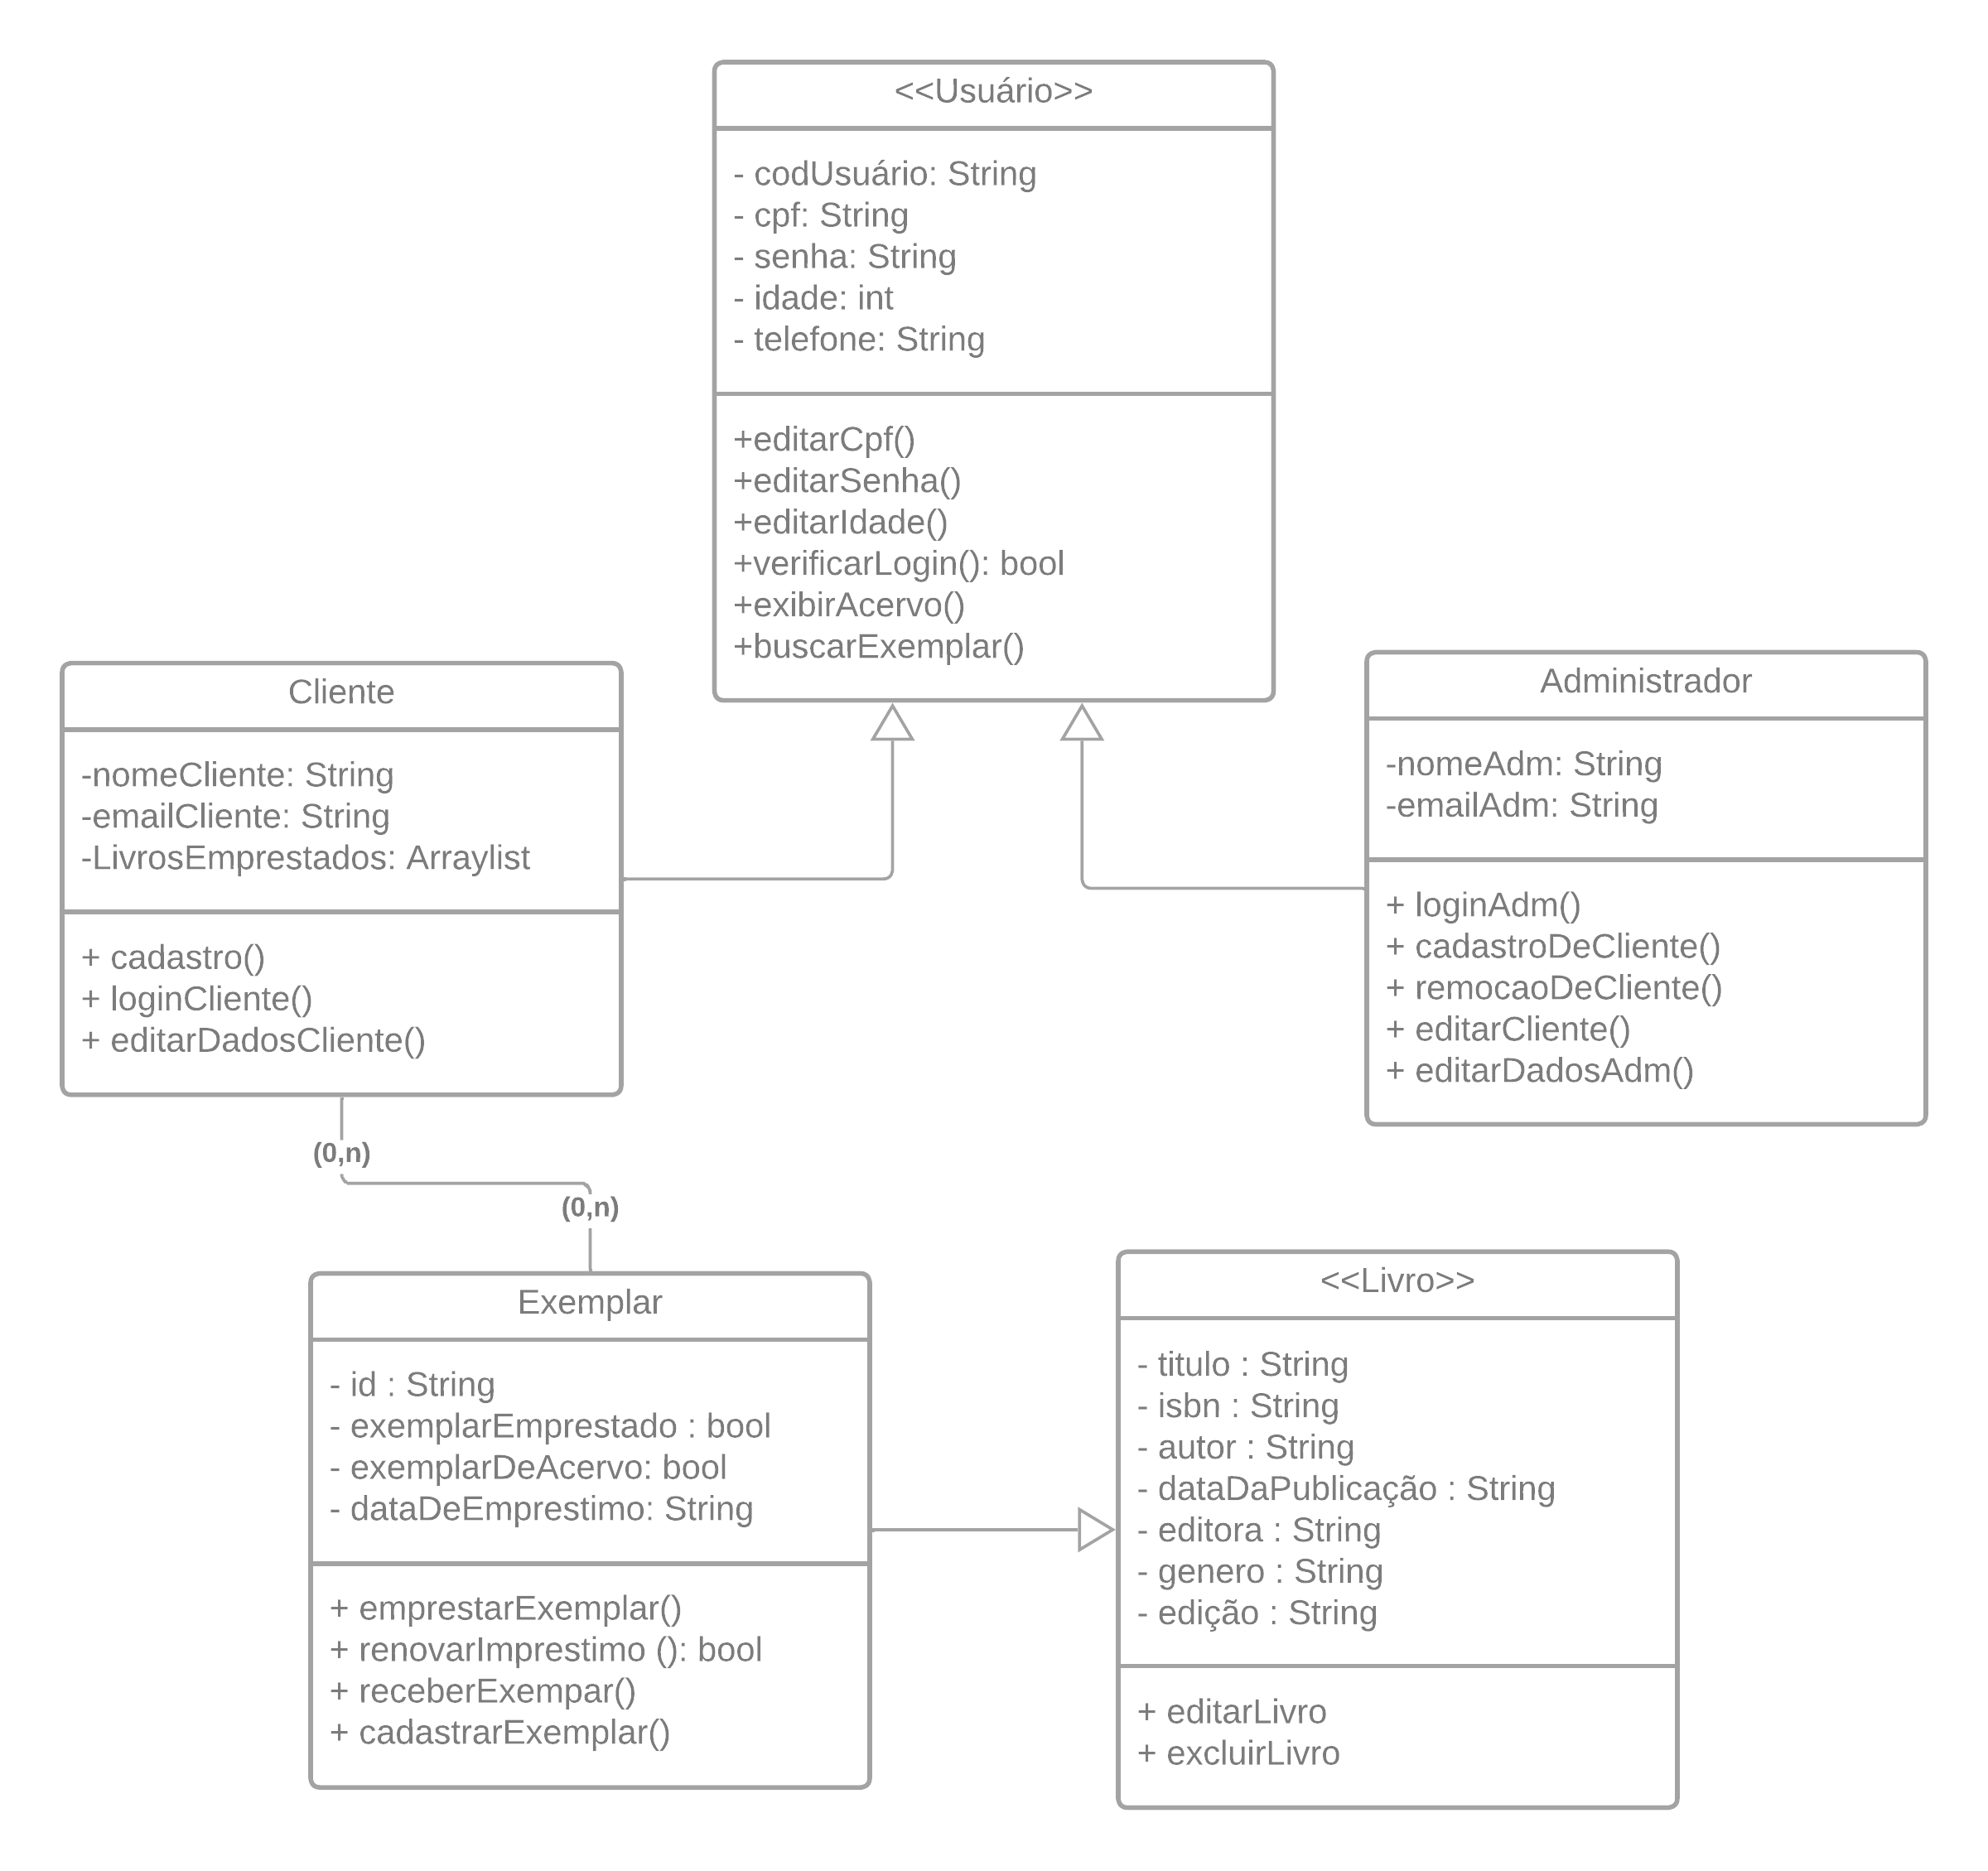 <<Usuário>>
- codUsuário: String
- cpf: String
- senha: String
- idade: int
- telefone: String
+editarCpf()
+editarSenha()
+editarIdade()
+verificarLogin(): bool
+exibirAcervo()
+buscarExemplar()
Cliente
-nomeCliente: String
-emailCliente: String
-LivrosEmprestados: Arraylist
+ cadastro()
+ loginCliente()
+ editarDadosCliente()
Administrador
-nomeAdm: String
-emailAdm: String
+ loginAdm()
+ cadastroDeCliente()
+ remocaoDeCliente()
+ editarCliente()
+ editarDadosAdm()
(0,n)
(0,n)
Exemplar
- id : String
- exemplarEmprestado : bool
- exemplarDeAcervo: bool
- dataDeEmprestimo: String
+ emprestarExemplar()
+ renovarImprestimo (): bool
+ receberExempar()
+ cadastrarExemplar()
<<Livro>>
- titulo : String
- isbn : String
- autor : String
- dataDaPublicação : String
- editora : String
- genero : String
- edição : String
+ editarLivro
+ excluirLivro